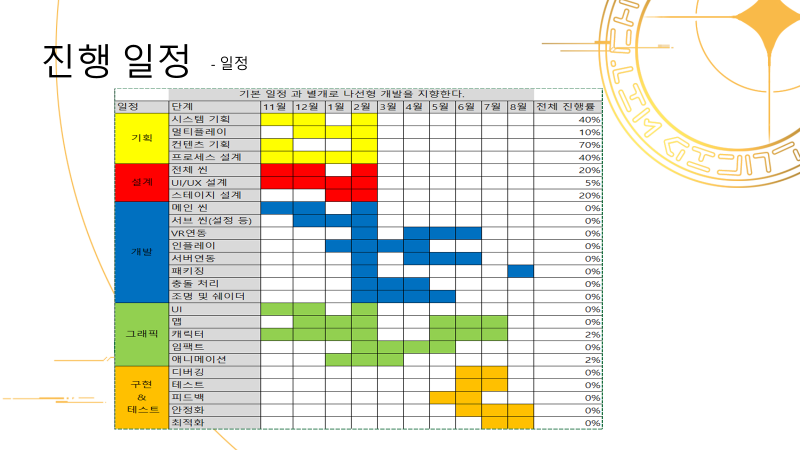 진행 일정 - 일정
기본 일정 과 별개로 나선형 개발을 지향한다.
일정 단계 11월 12월 1월 2월 3월 4월 5월 6월 7월 8월 전체 진행률
기획 시스템 기획 40%
멀티플레이 10%
컨텐츠 기획 70%
프로세스 설계 40%
설계 전체 씬 20%
UI/UX 설계 5%
스테이지 설계 20%
개발 메인 씬 0%
서브 씬(설정 등) 0%
VR연동 0%
인플레이 0%
서버연동 0%
패키징 0%
충돌 처리 0%
조명 및 쉐이더 0%
그래픽 UI 0%
맵 0%
캐릭터 2%
임팩트 0%
애니메이션 2%
구현 & 테스트 디버깅 0%
테스트 0%
피드백 0%
안정화 0%
최적화 0%